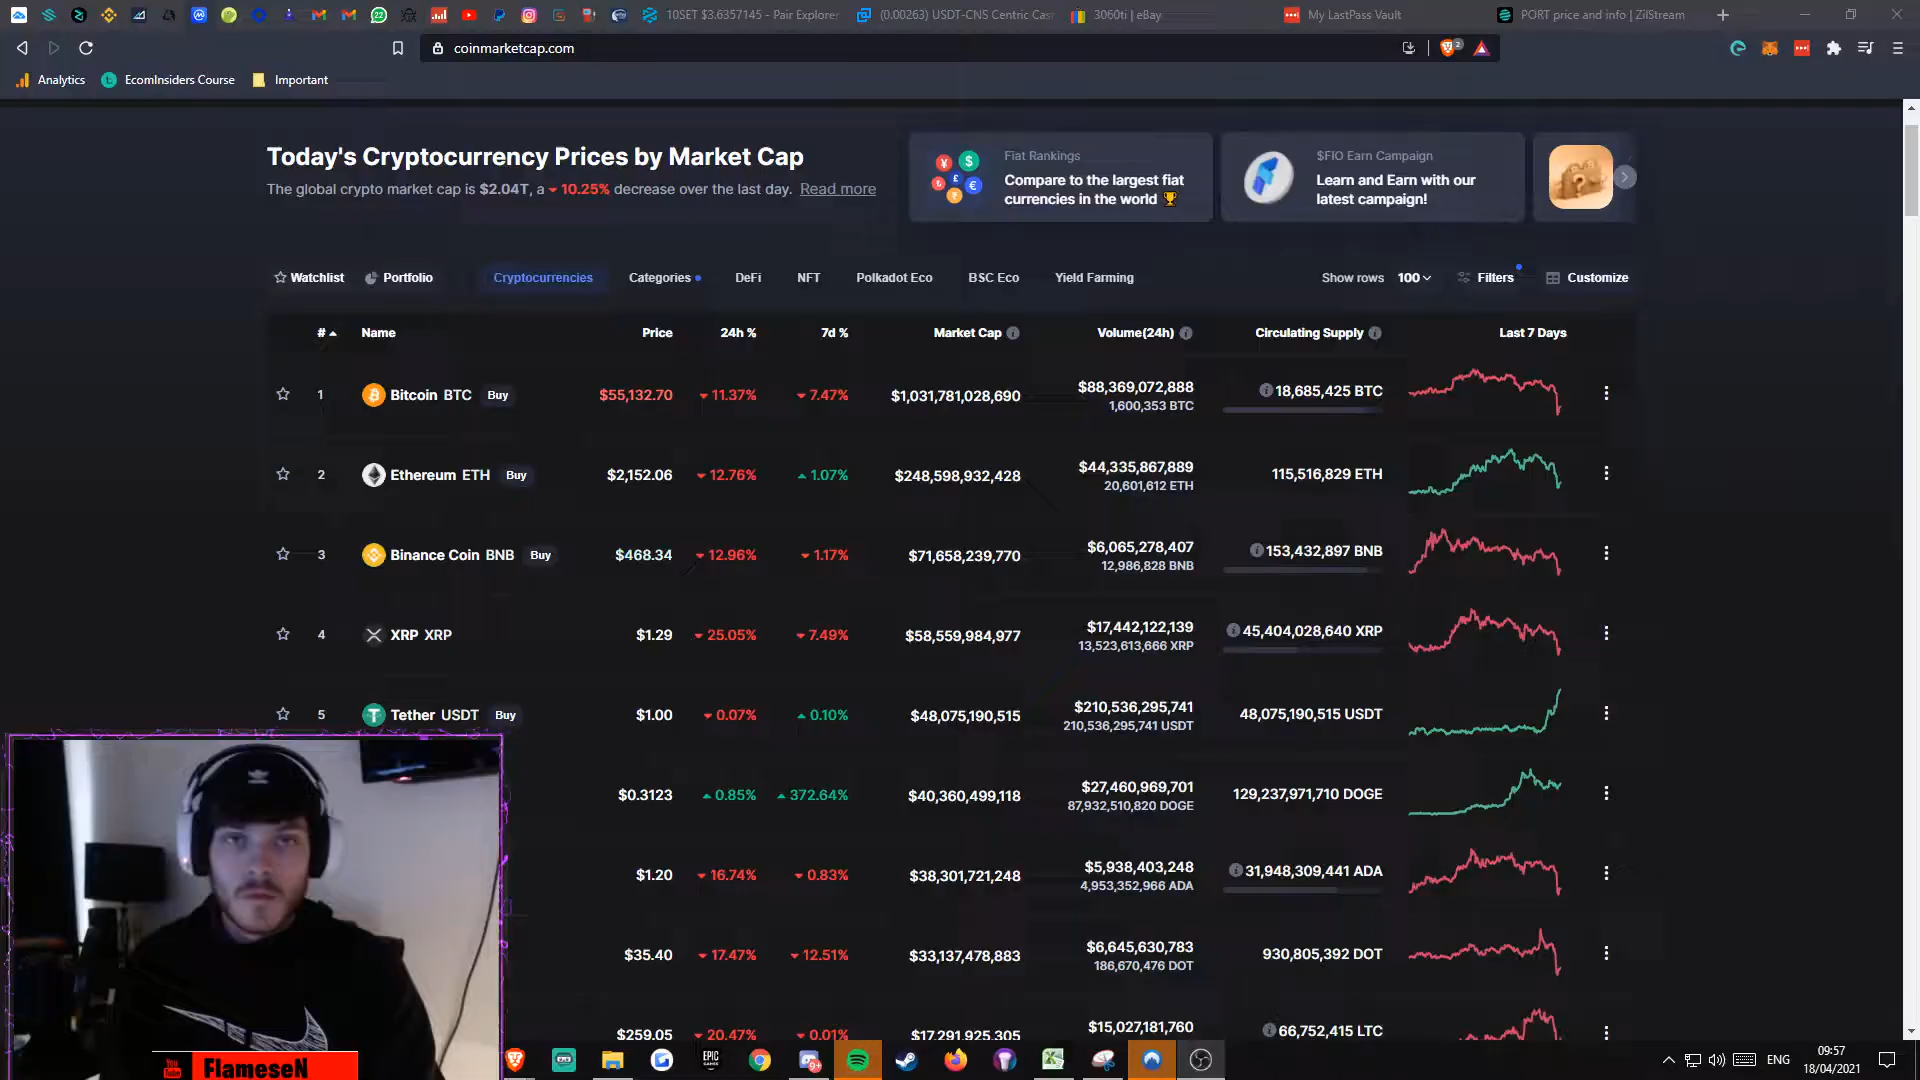 10SET $3.6357145 - Pair Explorer
(0.00263) USDT-CNS Centric Cas
3060ti | eBay
My LastPass Vault
PORT price and info | ZilStream
coinmarketcap.com
2
Analytics
EcomInsiders Course
Important
Today's Cryptocurrency Prices by Market Cap
The global crypto market cap is $2.04T, a 10.25% decrease over the last day. Read more
Fiat Rankings
Compare to the largest fiat
currencies in the world
$FIO Earn Campaign
Learn and Earn with our
latest campaign!
Watchlist
Portfolio
Cryptocurrencies
Categories
DeFi
NFT
Polkadot Eco
BSC Eco
Yield Farming
Show rows 100
Filters
Customize
# Name Price 24h % 7d % Market Cap Volume(24h) Circulating Supply Last 7 Days
1 Bitcoin BTC Buy $55,132.70 11.37% 7.47% $1,031,781,028,690 $88,369,072,888 18,685,425 BTC
1,600,353 BTC
2 Ethereum ETH Buy $2,152.06 12.76% 1.07% $248,598,932,428 $44,335,867,889 115,516,829 ETH
20,601,612 ETH
3 Binance Coin BNB Buy $468.34 12.96% 1.17% $71,658,239,770 $6,065,278,407 153,432,897 BNB
12,986,828 BNB
4 XRP XRP $1.29 25.05% 7.49% $58,559,984,977 $17,442,122,139 45,404,028,640 XRP
13,523,613,666 XRP
5 Tether USDT Buy $1.00 0.07% 0.10% $48,075,190,515 $210,536,295,741 48,075,190,515 USDT
210,536,295,741 USDT
$0.3123 0.85% 372.64% $40,360,499,118 $27,460,969,701 129,237,971,710 DOGE
87,932,510,820 DOGE
$1.20 16.74% 0.83% $38,301,721,248 $5,938,403,248 31,948,309,441 ADA
4,953,352,966 ADA
$35.40 17.47% 12.51% $33,137,478,883 $6,645,630,783 930,805,392 DOT
186,670,476 DOT
$259.05 20.47% 0.01% $17,291,925,305 $15,027,181,760 66,752,415 LTC
You
FlameseN
EPIC
ENG
09:57
18/04/2021